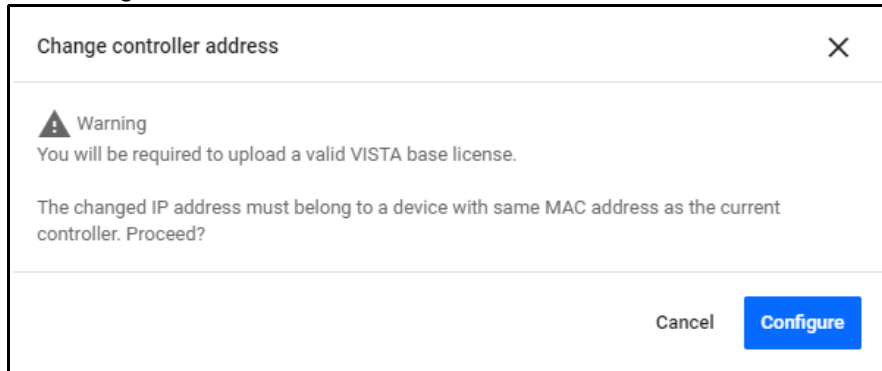 Change controller address
Warning
You will be required to upload a valid VISTA base license.
The changed IP address must belong to a device with same MAC address as the current
controller. Proceed?
Cancel
Configure